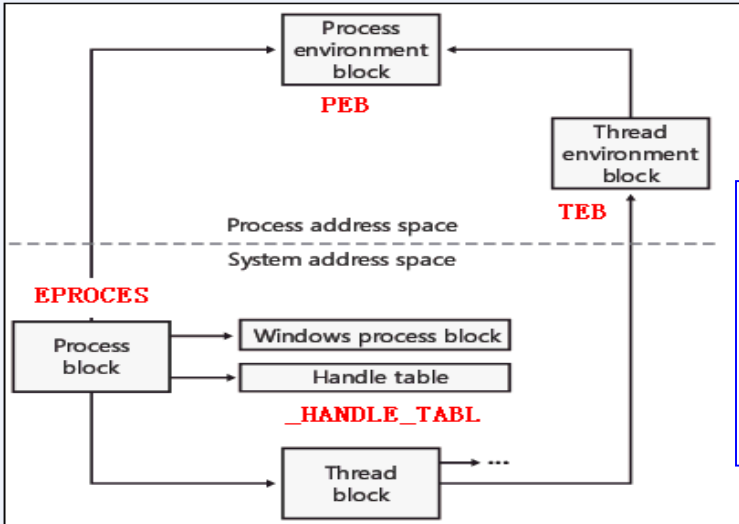 Process
environment
block
PEB
Thread
environment
block
TEB
Process address space
System address space
EPROCES
Process
block
Windows process block
Handle table
_HANDLE_TABL
Thread
block
...